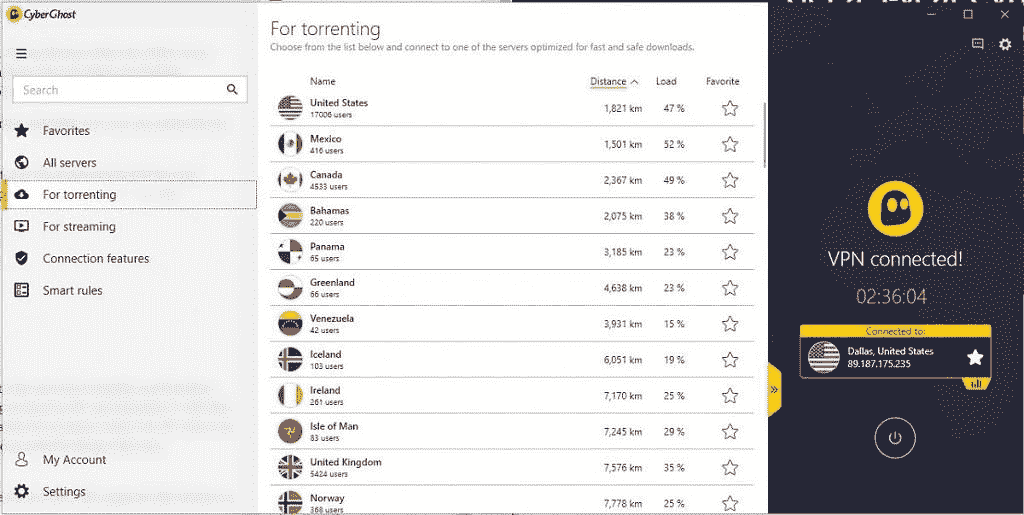 CyberGhost
Search
Favorites
All servers
For torrenting
For streaming
Connection features
Smart rules
My Account
Settings
For torrenting
Choose from the list below and connect to one of the servers optimized for fast and safe downloads.
Name Distance Load Favorite
United States
17006 users
1,821 km 47 %
Mexico
416 users
1,501 km 52 %
Canada
4533 users
2,367 km 49 %
Bahamas
220 users
2,075 km 38 %
Panama
65 users
3,185 km 23 %
Greenland
66 users
4,638 km 23 %
Venezuela
42 users
3,931 km 15 %
Iceland
103 users
6,051 km 19 %
Ireland
261 users
7,170 km 25 %
Isle of Man
83 users
7,245 km 29 %
United Kingdom
5424 users
7,576 km 35 %
Norway
368 users
7,778 km 25 %
VPN connected!
02:36:04
Connected to:
Dallas, United States
89.187.175.235